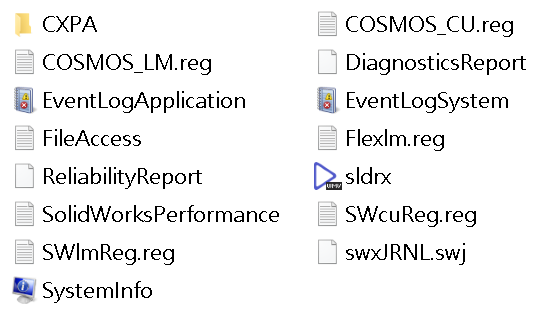 CXPA
COSMOS_CU.reg
COSMOS_LM.reg
DiagnosticsReport
EventLogApplication
EventLogSystem
FileAccess
Flexlm.reg
ReliabilityReport
sldrx
SolidWorksPerformance
SWcuReg.reg
SWlmReg.reg
swxJRNL.swj
SystemInfo